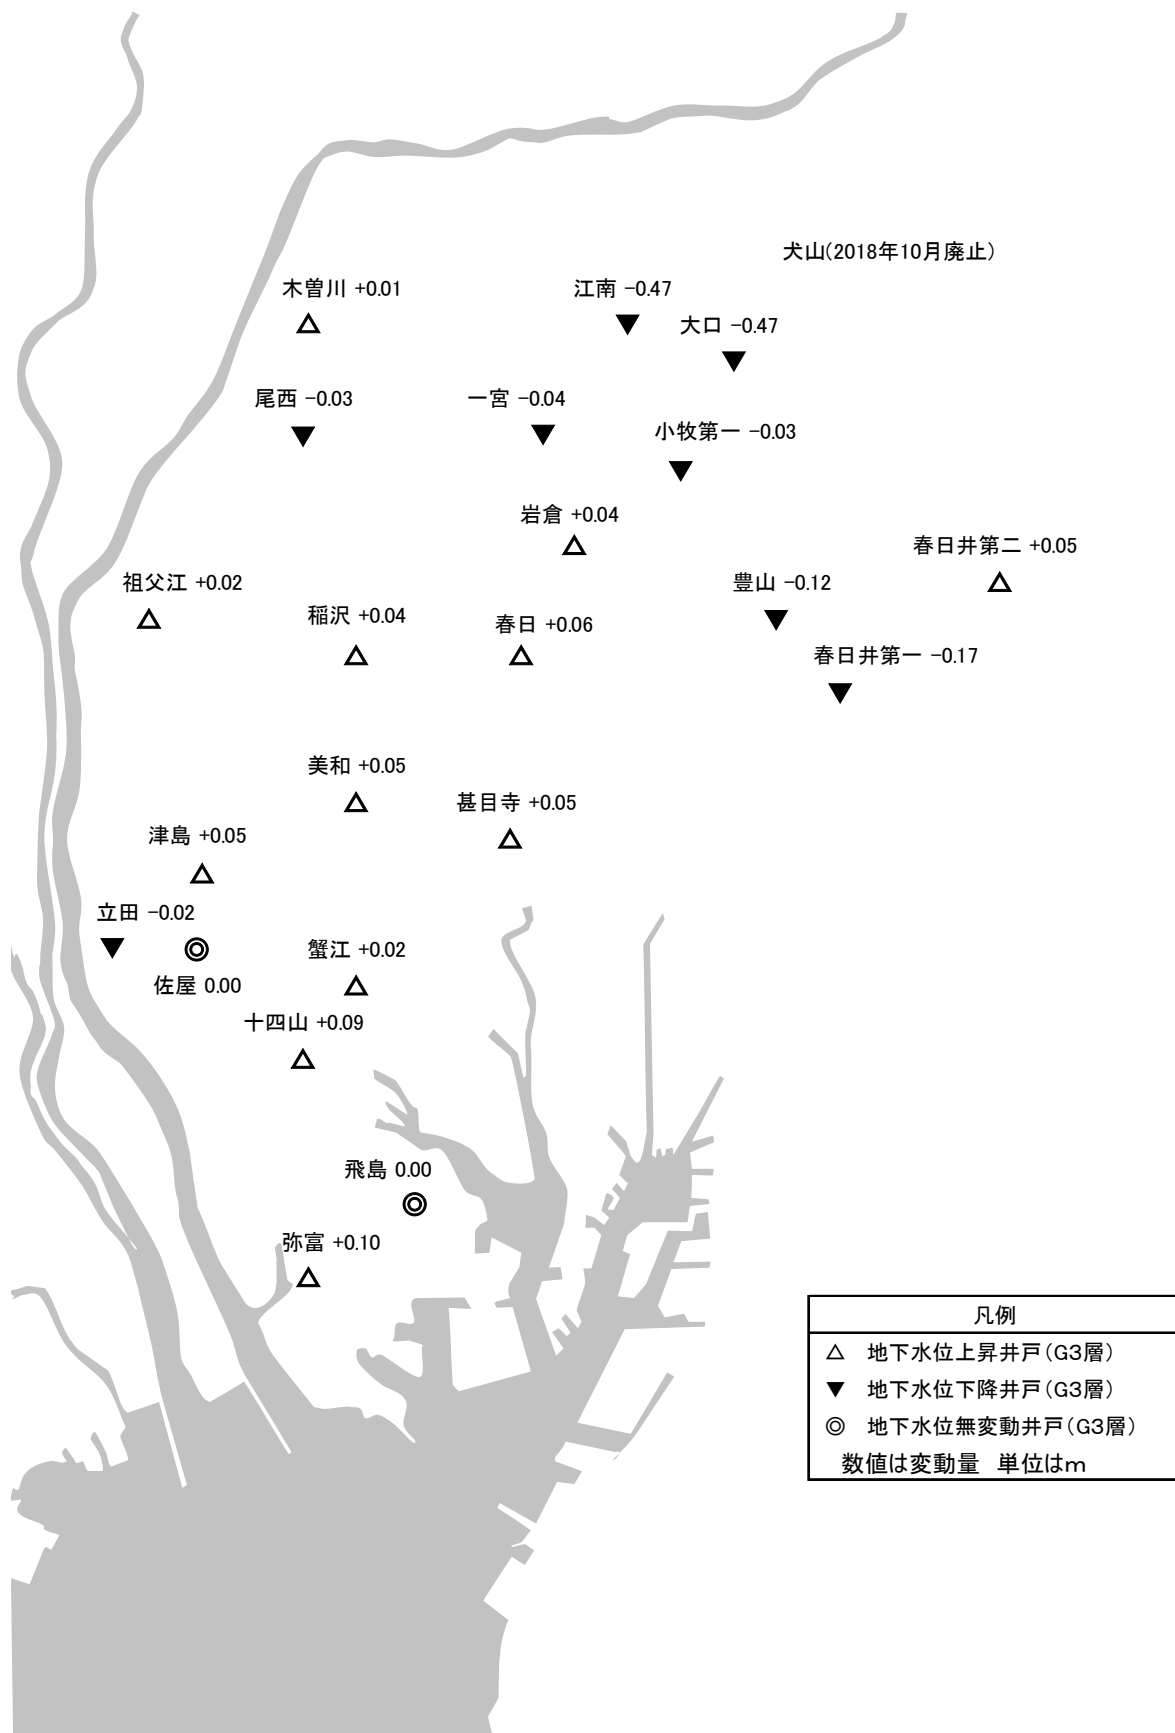 犬山(2018年10月廃止)
木曽川 +0.01
江南 −0.47
大口 −0.47
尾西 −0.03
一宮 −0.04
小牧第一 −0.03
岩倉 +0.04
春日井第二 +0.05
祖父江 +0.02
豊山 −0.12
稲沢 +0.04
春日 +0.06
春日井第一 −0.17
美和 +0.05
甚目寺 +0.05
津島 +0.05
立田 −0.02
蟹江 +0.02
佐屋 0.00
十四山 +0.09
飛島 0.00
弥富 +0.10
凡例
△ 地下水位上昇井戸(G3層)
▼ 地下水位下降井戸(G3層)
◎ 地下水位無変動井戸(G3層)
数値は変動量 単位はm